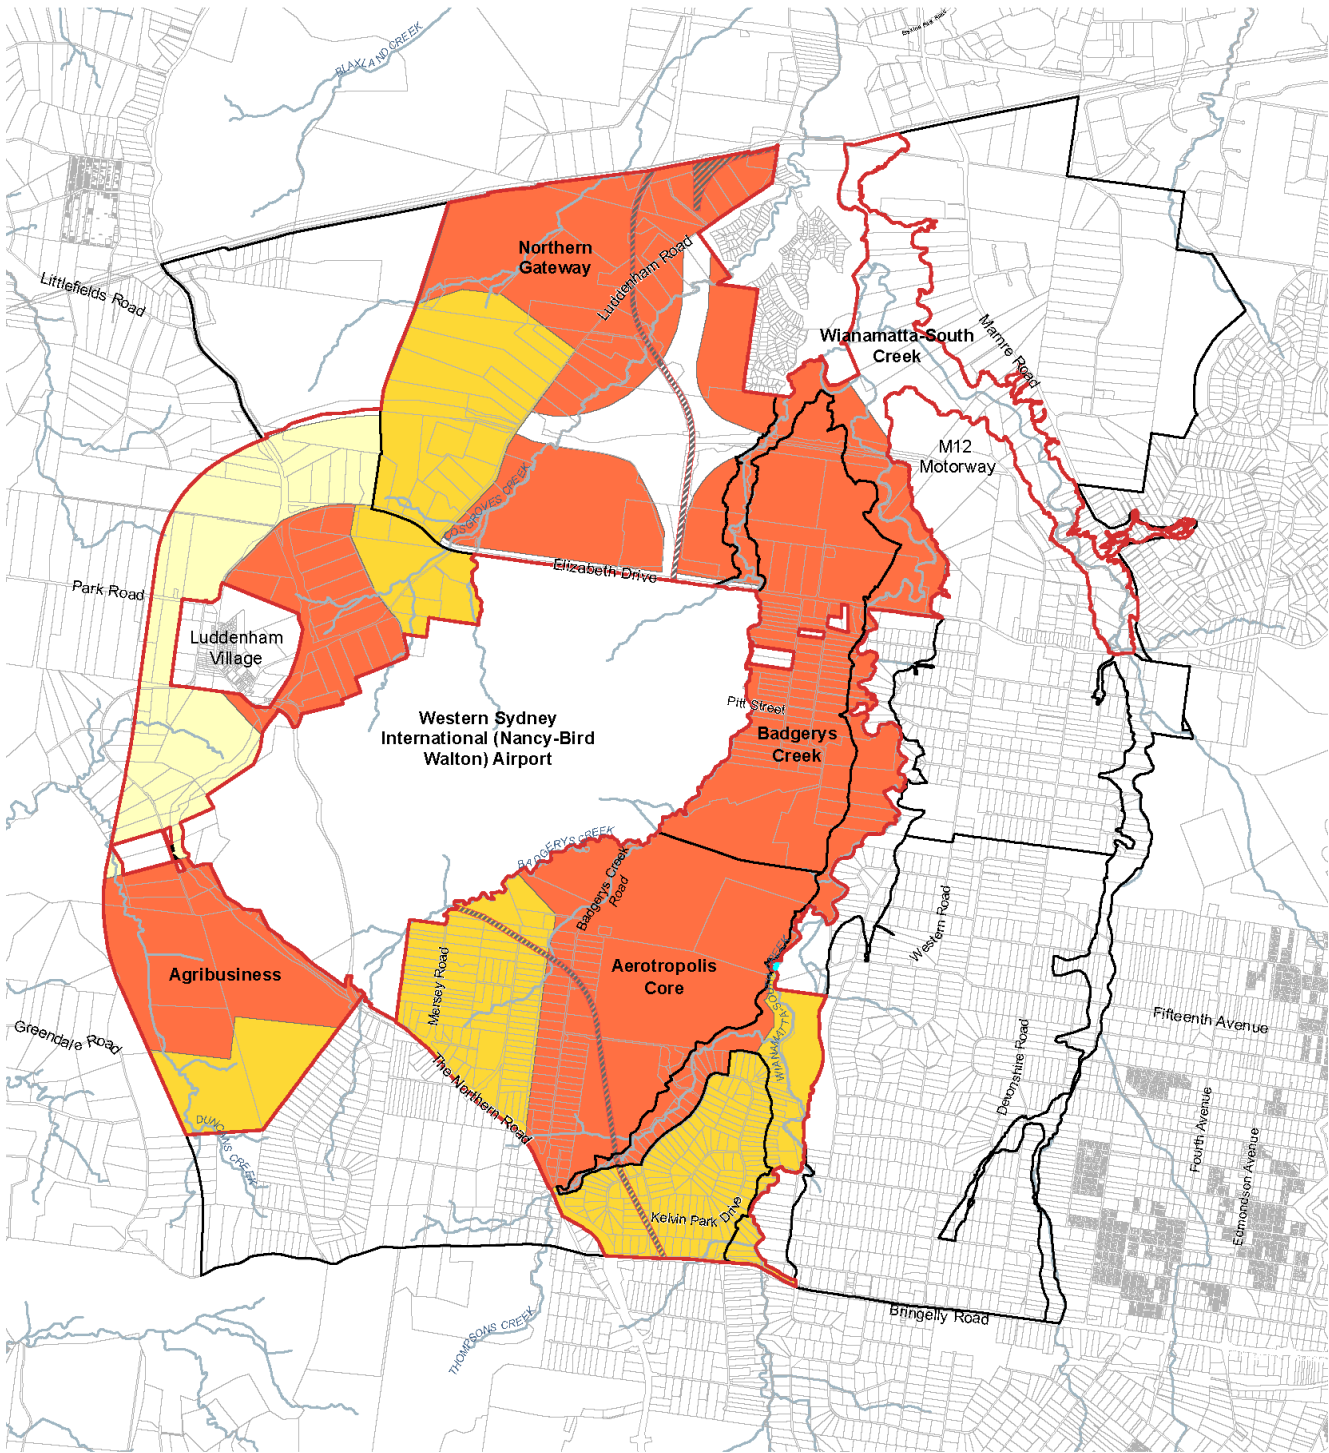 BLAXLAND CREEK
Northern
Gateway
Luddenham Road
Littlefields Road
Wianamatta-South
Creek
Mamre Road
M12
Motorway
COSGROVES CREEK
Elizabeth Drive
Park Road
Luddenham
Village
Western Sydney
International (Nancy-Bird
Walton) Airport
Pitt Street
Badgerys
Creek
BADGERYS CREEK
Badgerys Creek
Road
Western Road
Mersey Road
Aerotropolis
Core
Agribusiness
Greendale Road
The Northern Road
Fifteenth Avenue
Devonshire Road
Fourth Avenue
Edmondson Avenue
DUNCANS CREEK
Kelvin Park Drive
THOMPSONS CREEK
Bringelly Road